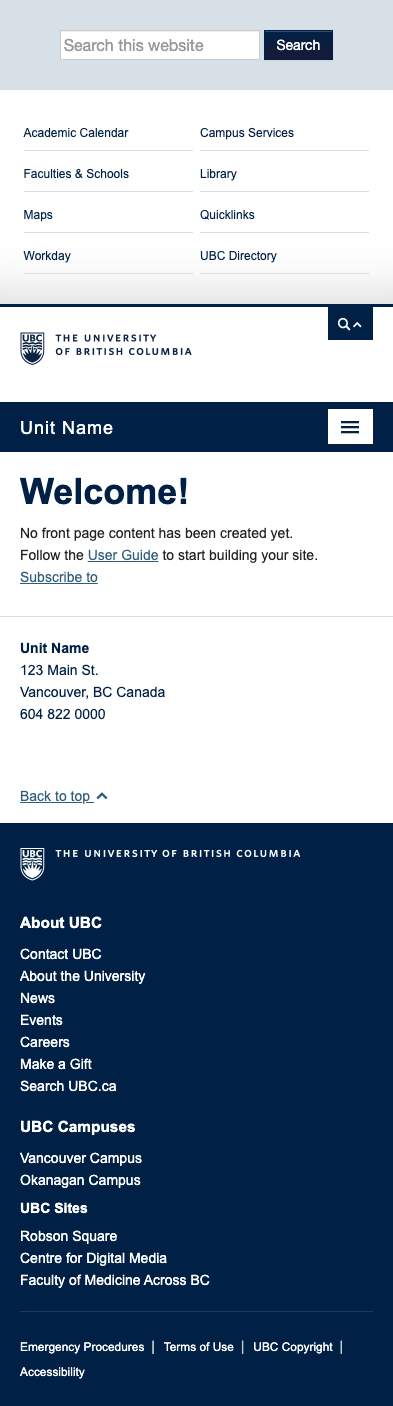 Search this website Search
Academic Calendar Campus Services
Faculties & Schools Library
Maps Quicklinks
Workday UBC Directory
UBC THE UNIVERSITY
OF BRITISH COLUMBIA
Unit Name
Welcome!
No front page content has been created yet.
Follow the User Guide to start building your site.
Subscribe to
Unit Name
123 Main St.
Vancouver, BC Canada
604 822 0000
Back to top
UBC THE UNIVERSITY OF BRITISH COLUMBIA
About UBC
Contact UBC
About the University
News
Events
Careers
Make a Gift
Search UBC.ca
UBC Campuses
Vancouver Campus
Okanagan Campus
UBC Sites
Robson Square
Centre for Digital Media
Faculty of Medicine Across BC
Emergency Procedures | Terms of Use | UBC Copyright |
Accessibility